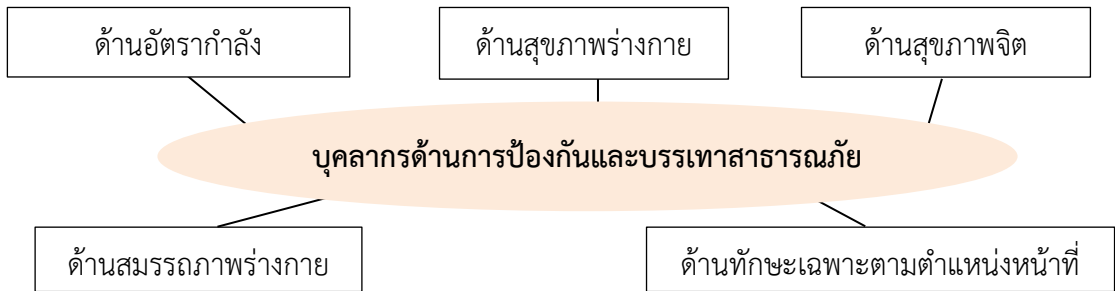 ด้านอัตรากำลัง
ด้านสุขภาพร่างกาย
ด้านสุขภาพจิต
บุคลากรด้านการป้องกันและบรรเทาสาธารณภัย
ด้านสมรรถภาพร่างกาย
ด้านทักษะเฉพาะตามตำแหน่งหน้าที่